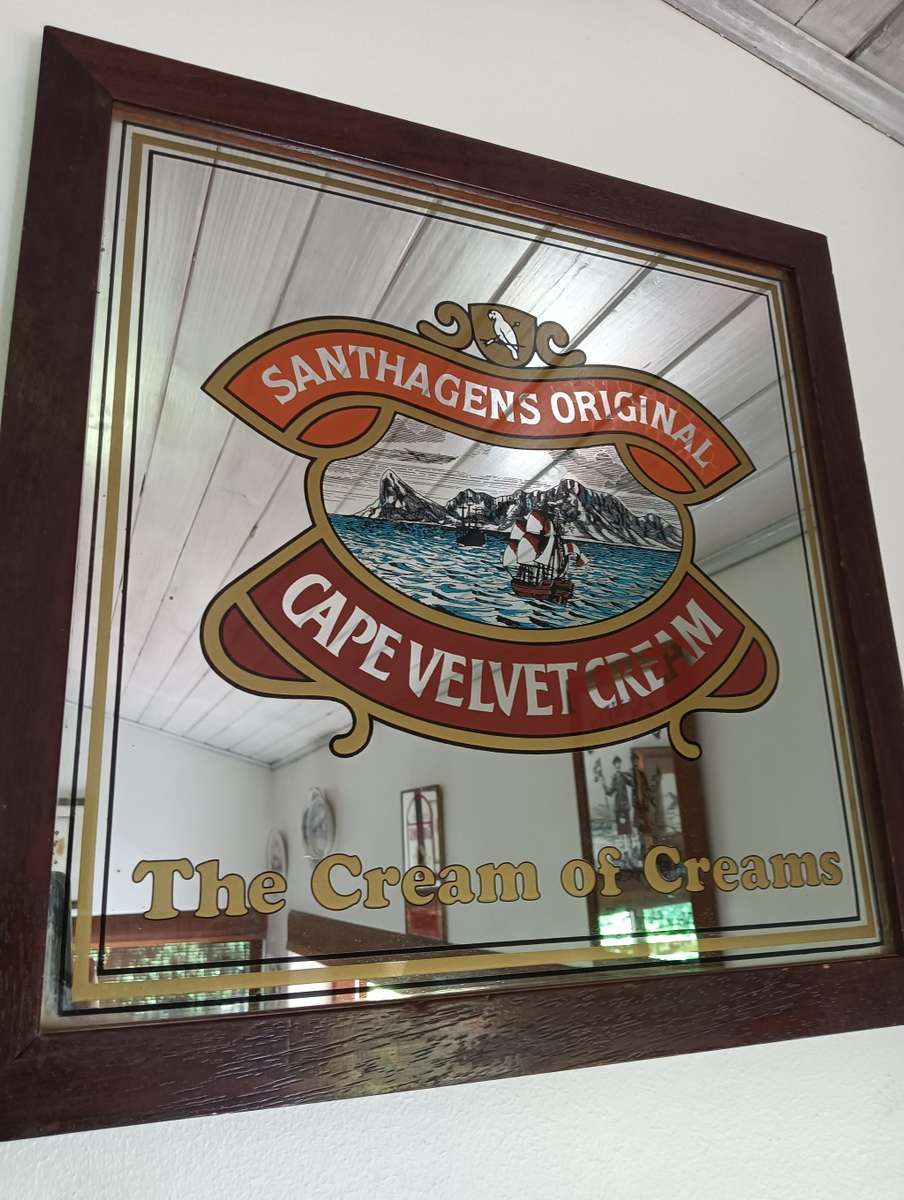 SANTHAGENS ORIGINAL
CAPE VELVET CREAM
The Cream of Creams